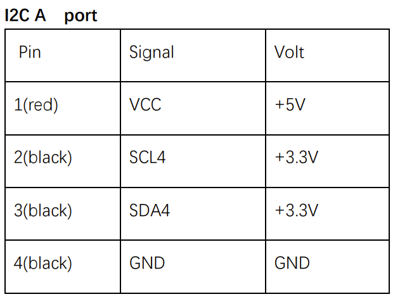 I2C A port
Pin Signal Volt
1(red) VCC +5V
2(black) SCL4 +3.3V
3(black) SDA4 +3.3V
4(black) GND GND